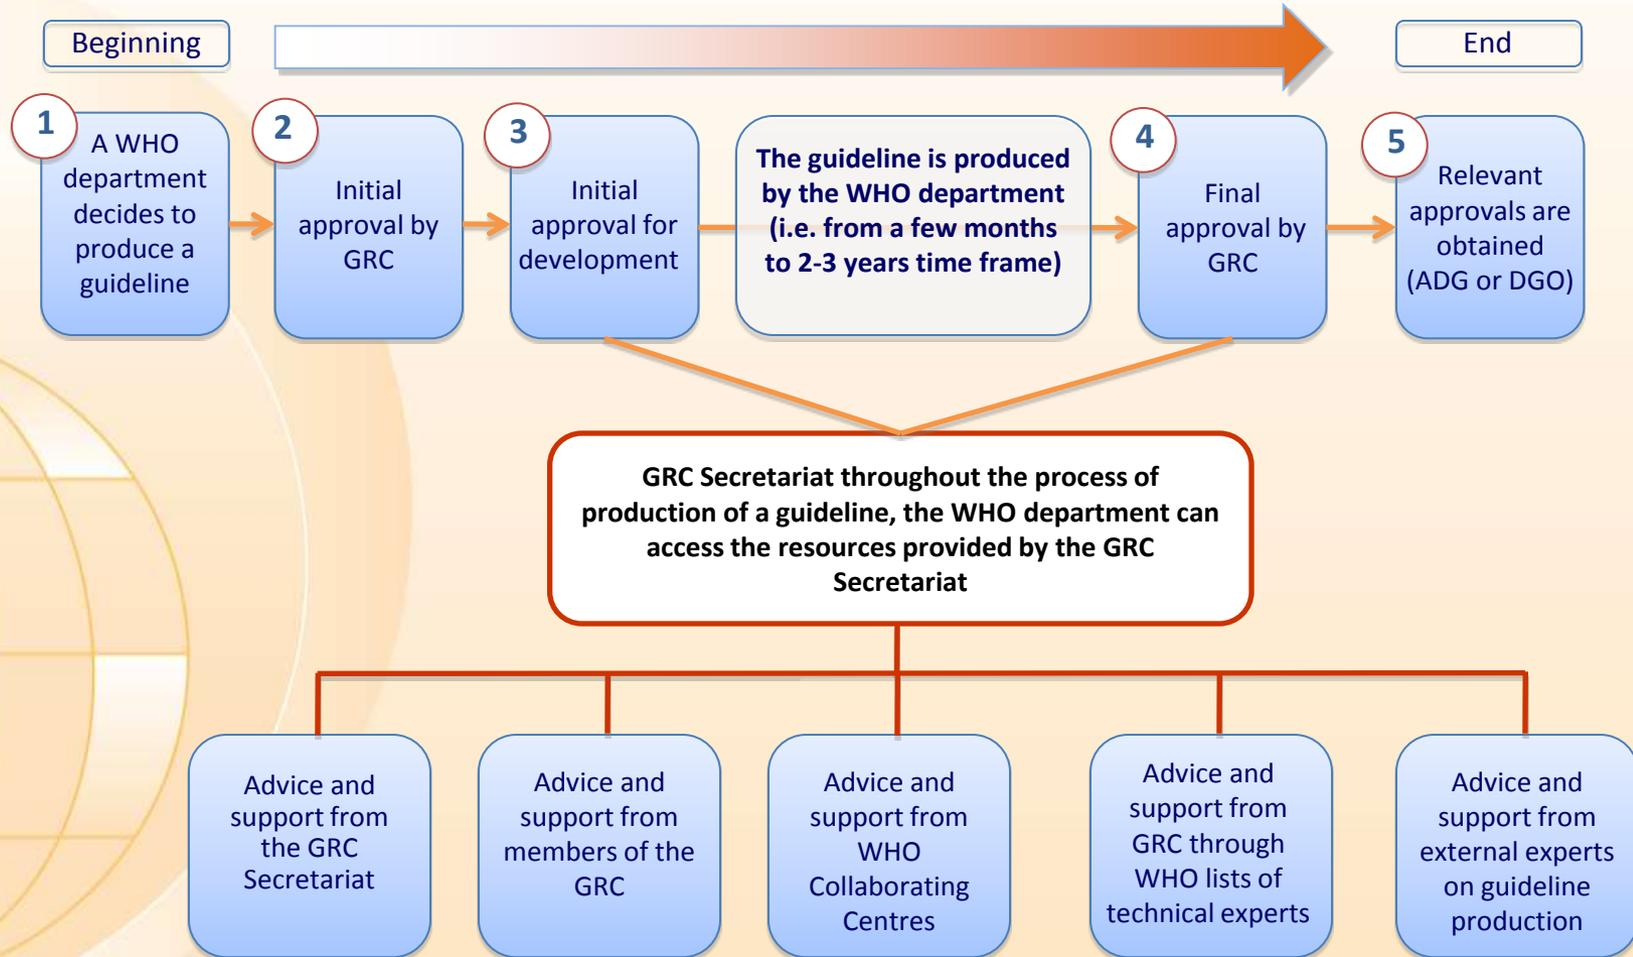 Beginning
End
1
A WHO
department
decides to
produce a
guideline
2
Initial
approval by
GRC
3
Initial
approval for
development
The guideline is produced
by the WHO department
(i.e. from a few months
to 2-3 years time frame)
4
Final
approval by
GRC
5
Relevant
approvals are
obtained
(ADG or DGO)
GRC Secretariat throughout the process of
production of a guideline, the WHO department can
access the resources provided by the GRC
Secretariat
Advice and
support from
the GRC
Secretariat
Advice and
support from
members of the
GRC
Advice and
support from
WHO
Collaborating
Centres
Advice and
support from
GRC through
WHO lists of
technical experts
Advice and
support from
external experts
on guideline
production